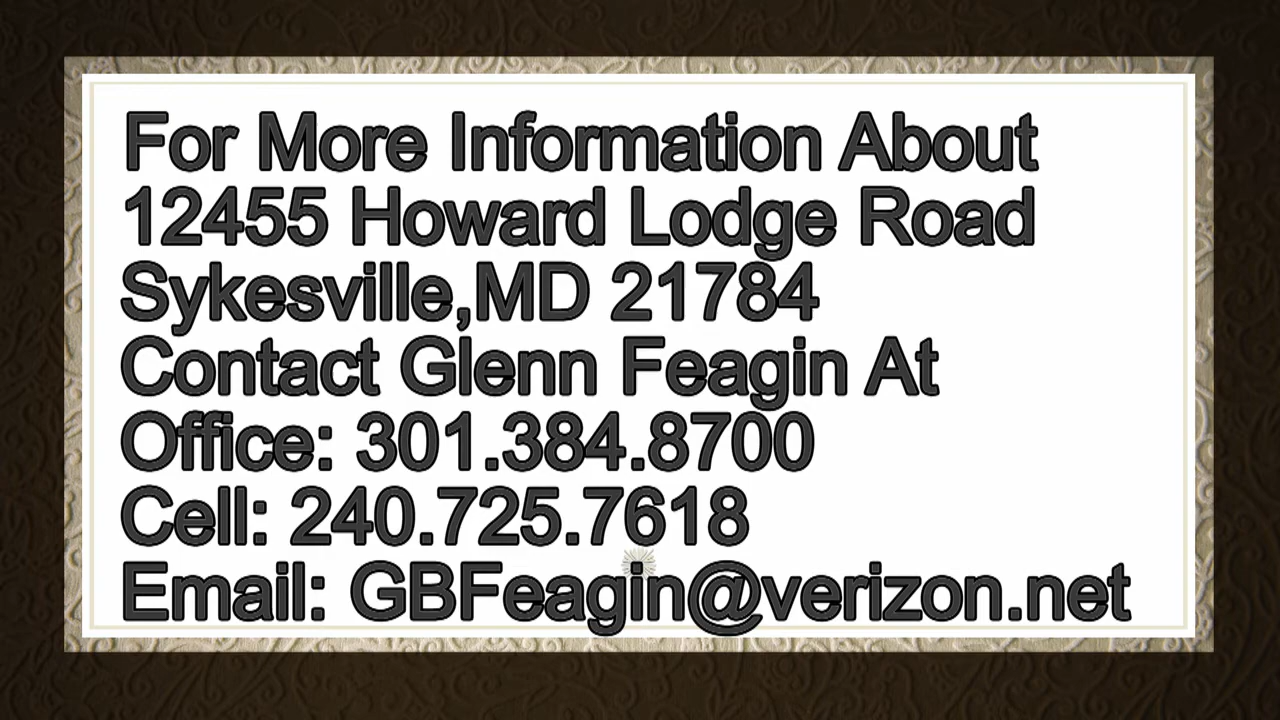 For More Information About
12455 Howard Lodge Road
Sykesville,MD 21784
Contact Glenn Feagin At
Office: 301.384.8700
Cell: 240.725.7618
Email: GBFeagin@verizon.net